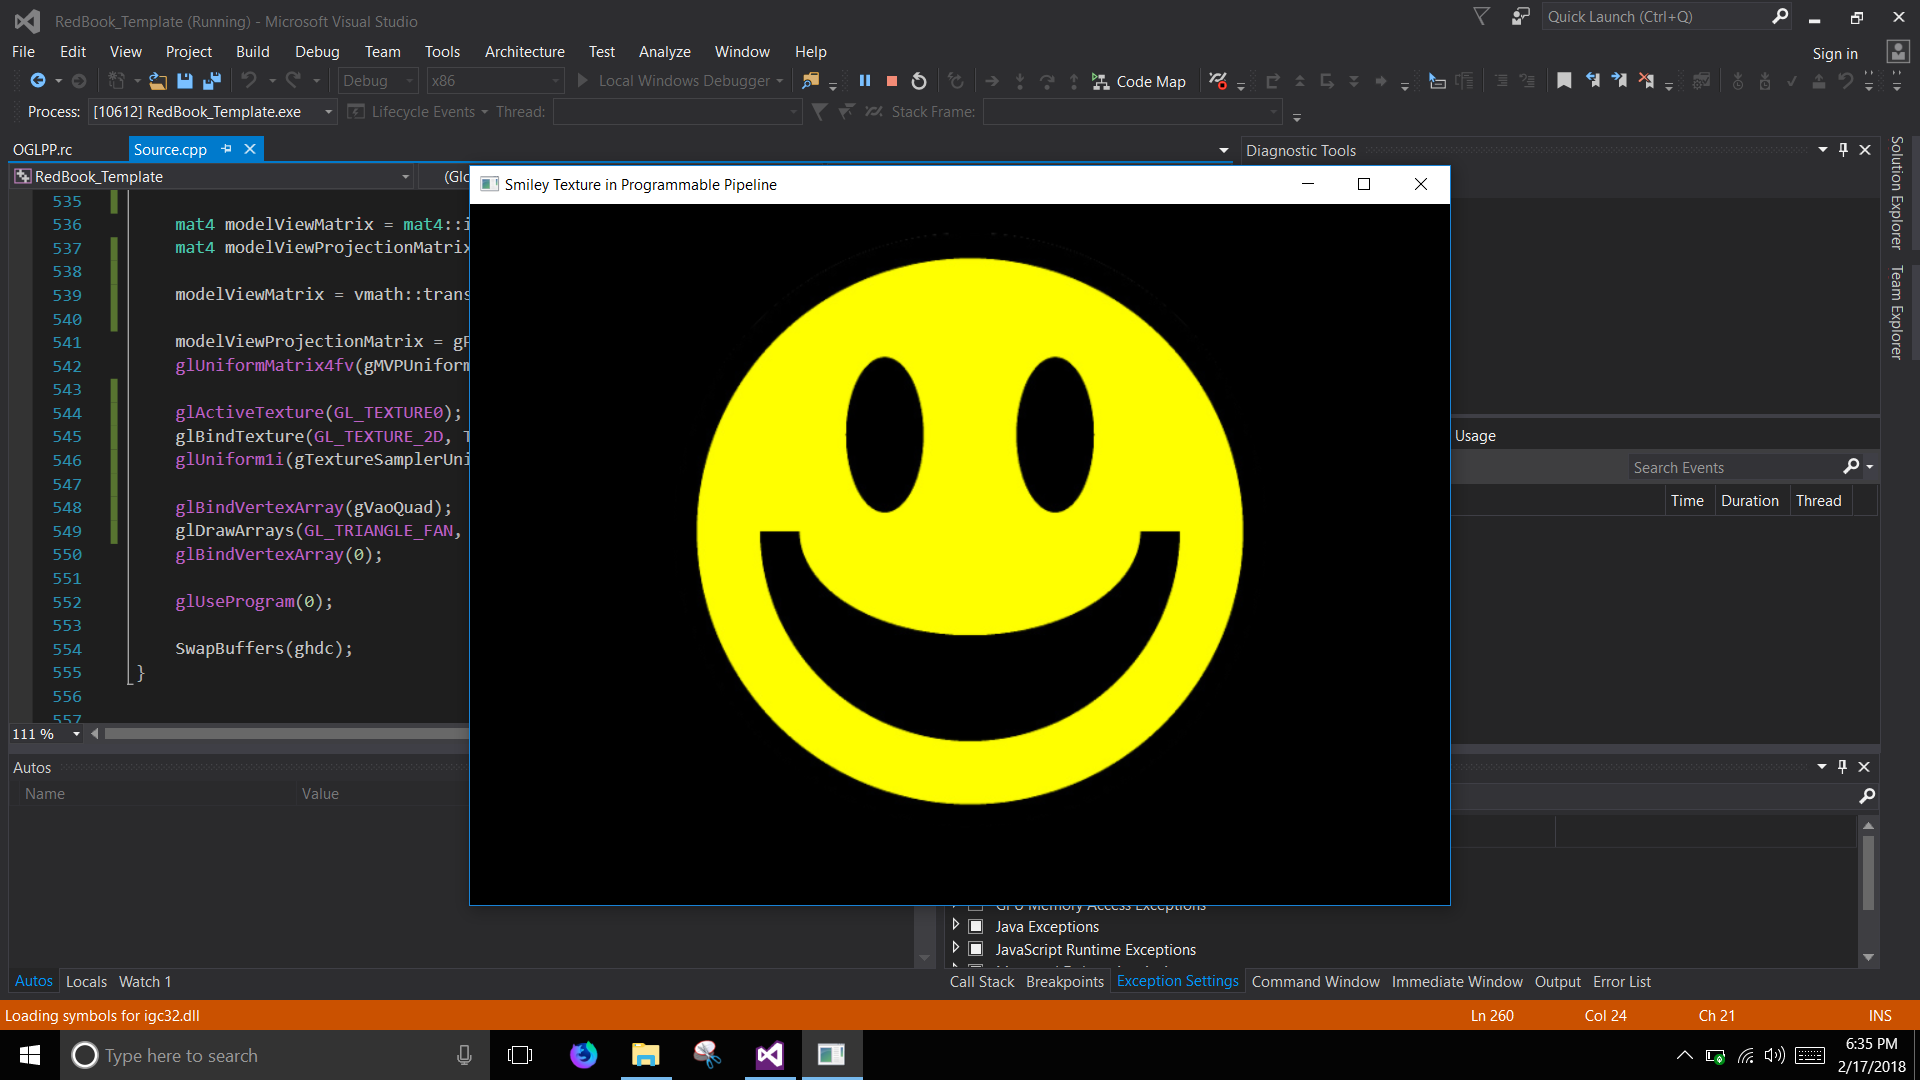 RedBook_Template (Running) - Microsoft Visual Studio
Quick Launch (Ctrl+Q)
File Edit View Project Build Debug Team Tools Architecture Test Analyze Window Help
Sign in
Debug x86 Local Windows Debugger Code Map
Process: [10612] RedBook_Template.exe Lifecycle Events Thread: Stack Frame:
OGLPP.rc Source.cpp
Diagnostic Tools
RedBook_Template (Glo
Smiley Texture in Programmable Pipeline
Solution Explorer
Team Explorer
535
536 mat4 modelViewMatrix = mat4::i
537 mat4 modelViewProjectionMatrix
538
539 modelViewMatrix = vmath::trans
540
541 modelViewProjectionMatrix = gP
542 glUniformMatrix4fv(gMVPUniform
543
544 glActiveTexture(GL_TEXTURE0);
545 glBindTexture(GL_TEXTURE_2D, T
546 glUniform1i(gTextureSamplerUni
547
548 glBindVertexArray(gVaoQuad);
549 glDrawArrays(GL_TRIANGLE_FAN,
550 glBindVertexArray(0);
551
552 glUseProgram(0);
553
554 SwapBuffers(ghdc);
555 }
556
557
Usage
Search Events
Time Duration Thread
111 %
Autos
Name Value
GPU Memory Access Exceptions
Java Exceptions
JavaScript Runtime Exceptions
Autos Locals Watch 1
Call Stack Breakpoints Exception Settings Command Window Immediate Window Output Error List
Loading symbols for igc32.dll
Ln 260 Col 24 Ch 21 INS
Type here to search
6:35 PM
2/17/2018